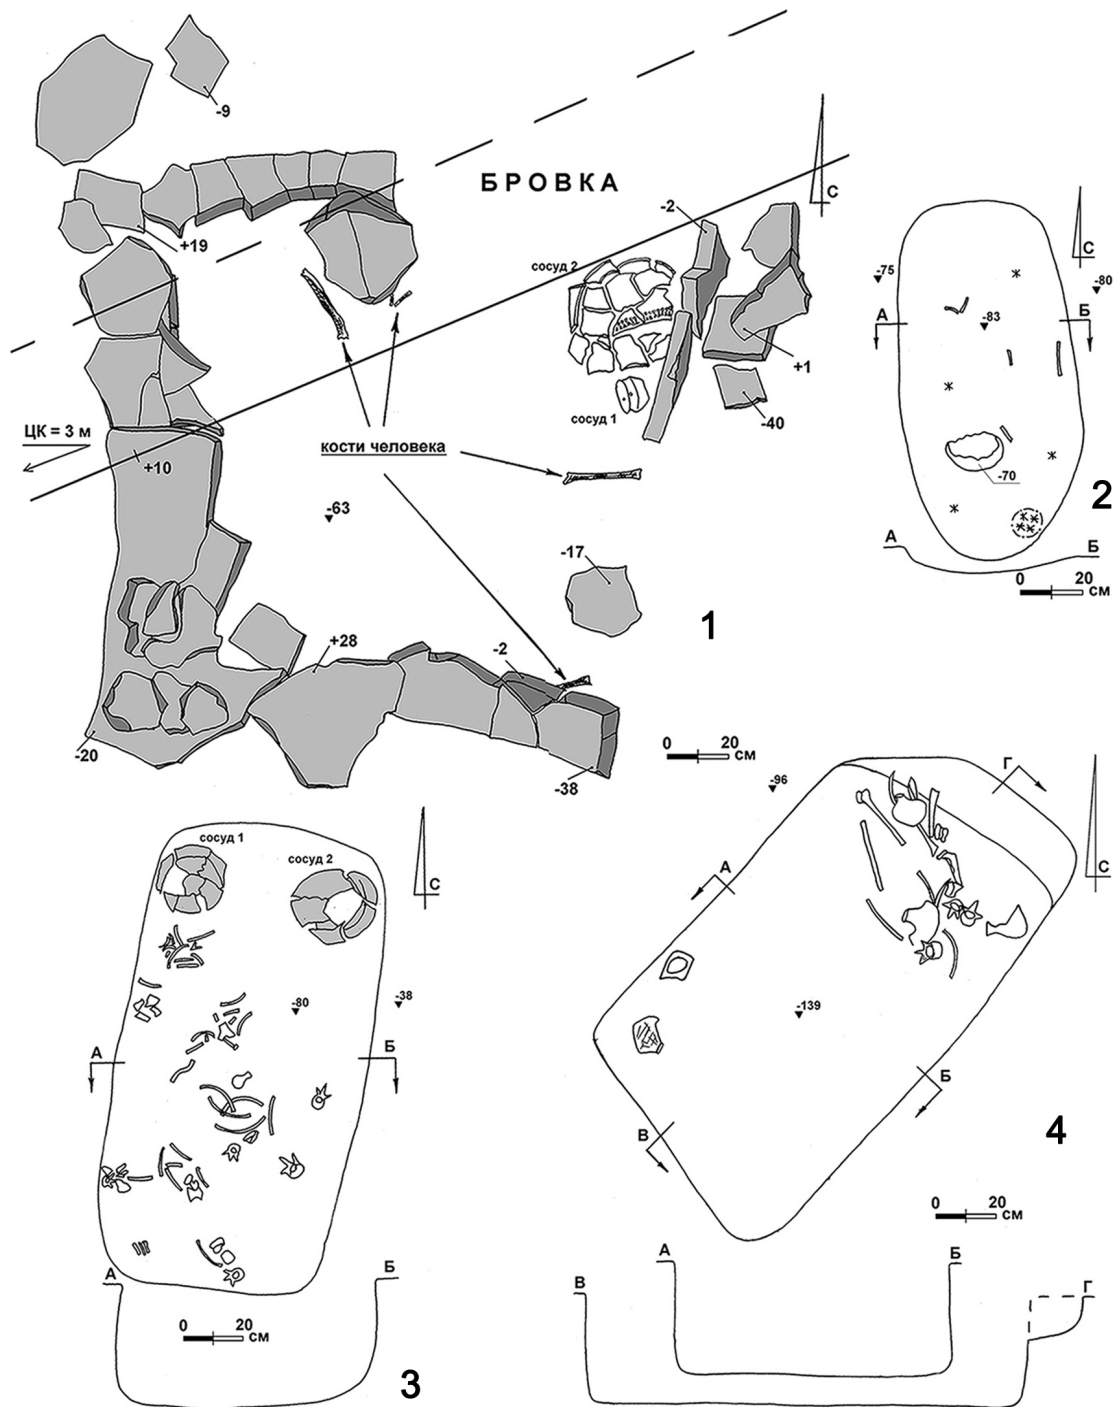 -9
БРОВКА
С
-2
+19
сосуд 2
+1
-40
сосуд 1
ЦК = 3 м
+10
кости человека
-63
-17
+28
-2
-20
-38
1
0 20
см
С
-75
-80
А
Б
-83
-70
А
Б
0 20
см
2
сосуд 1
сосуд 2
С
-80
-38
А
Б
А
Б
0 20
см
3
-96
Г
С
А
-139
Б
В
4
0 20
см
А
Б
В
Г